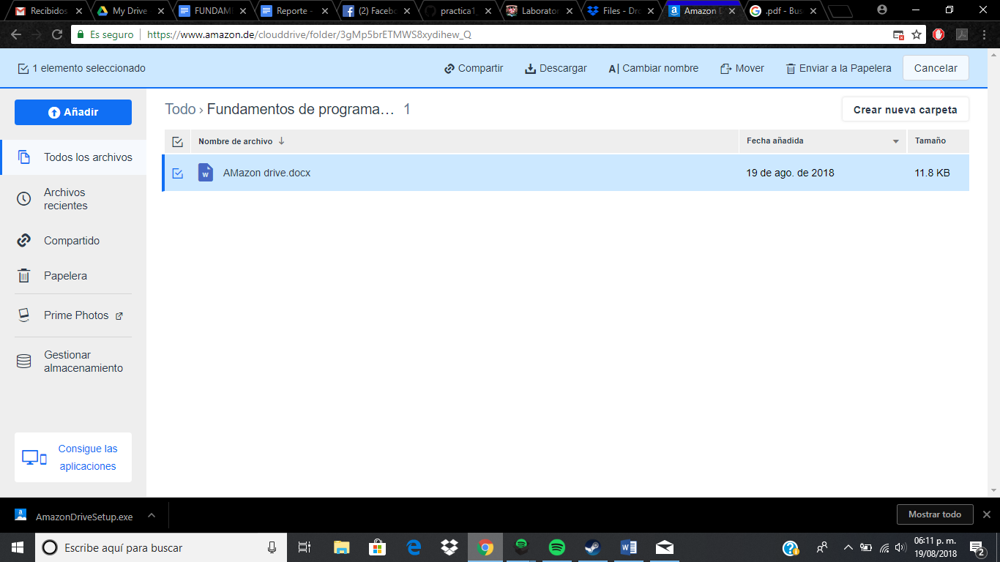 Recibidos
My Drive
FUNDAM
Reporte -
(2) Facebo
practica1_
Laborator
Files - Dro
Amazon D
.pdf - Bus
Es seguro
https://www.amazon.de/clouddrive/folder/3gMp5brETMWS8xydihew_Q
1 elemento seleccionado
Compartir
Descargar
A| Cambiar nombre
Mover
Enviar a la Papelera
Cancelar
Añadir
Todo › Fundamentos de programa… 1
Crear nueva carpeta
Nombre de archivo
Fecha añadida
Tamaño
AMazon drive.docx
19 de ago. de 2018
11.8 KB
Todos los archivos
Archivos
recientes
Compartido
Papelera
Prime Photos
Gestionar
almacenamiento
Consigue las
aplicaciones
AmazonDriveSetup.exe
Mostrar todo
Escribe aquí para buscar
06:11 p. m.
19/08/2018
2